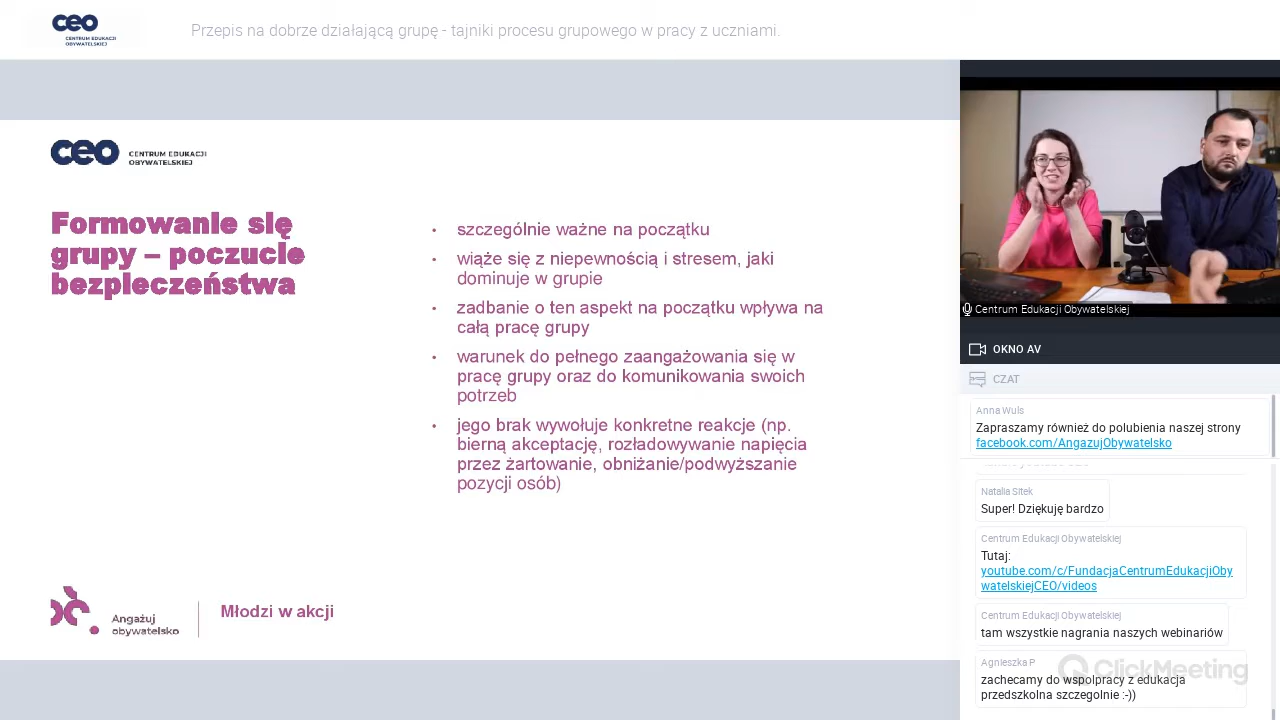 ceo
CENTRUM EDUKACJI
OBYWATELSKIEJ
Przepis na dobrze działającą grupę - tajniki procesu grupowego w pracy z uczniami.
ceo
CENTRUM EDUKACJI
OBYWATELSKIEJ
Formowanie się
grupy – poczucie
bezpieczeństwa
• szczególnie ważne na początku
• wiąże się z niepewnością i stresem, jaki
dominuje w grupie
• zadbanie o ten aspekt na początku wpływa na
całą pracę grupy
• warunek do pełnego zaangażowania się w
pracę grupy oraz do komunikowania swoich
potrzeb
• jego brak wywołuje konkretne reakcje (np.
bierną akceptację, rozładowywanie napięcia
przez żartowanie, obniżanie/podwyższanie
pozycji osób)
Angażuj
obywatelsko
Młodzi w akcji
Centrum Edukacji Obywatelskiej
OKNO AV
CZAT
Anna Wuls
Zapraszamy również do polubienia naszej strony
facebook.com/AngazujObywatelsko
Natalia Sitek
Super! Dziękuję bardzo
Centrum Edukacji Obywatelskiej
Tutaj:
youtube.com/c/FundacjaCentrumEdukacjiOby
watelskiejCEO/videos
Centrum Edukacji Obywatelskiej
tam wszystkie nagrania naszych webinariów
Agnieszka P
ClickMeeting
zachecamy do wspolpracy z edukacja
przedszkolna szczegolnie :-))